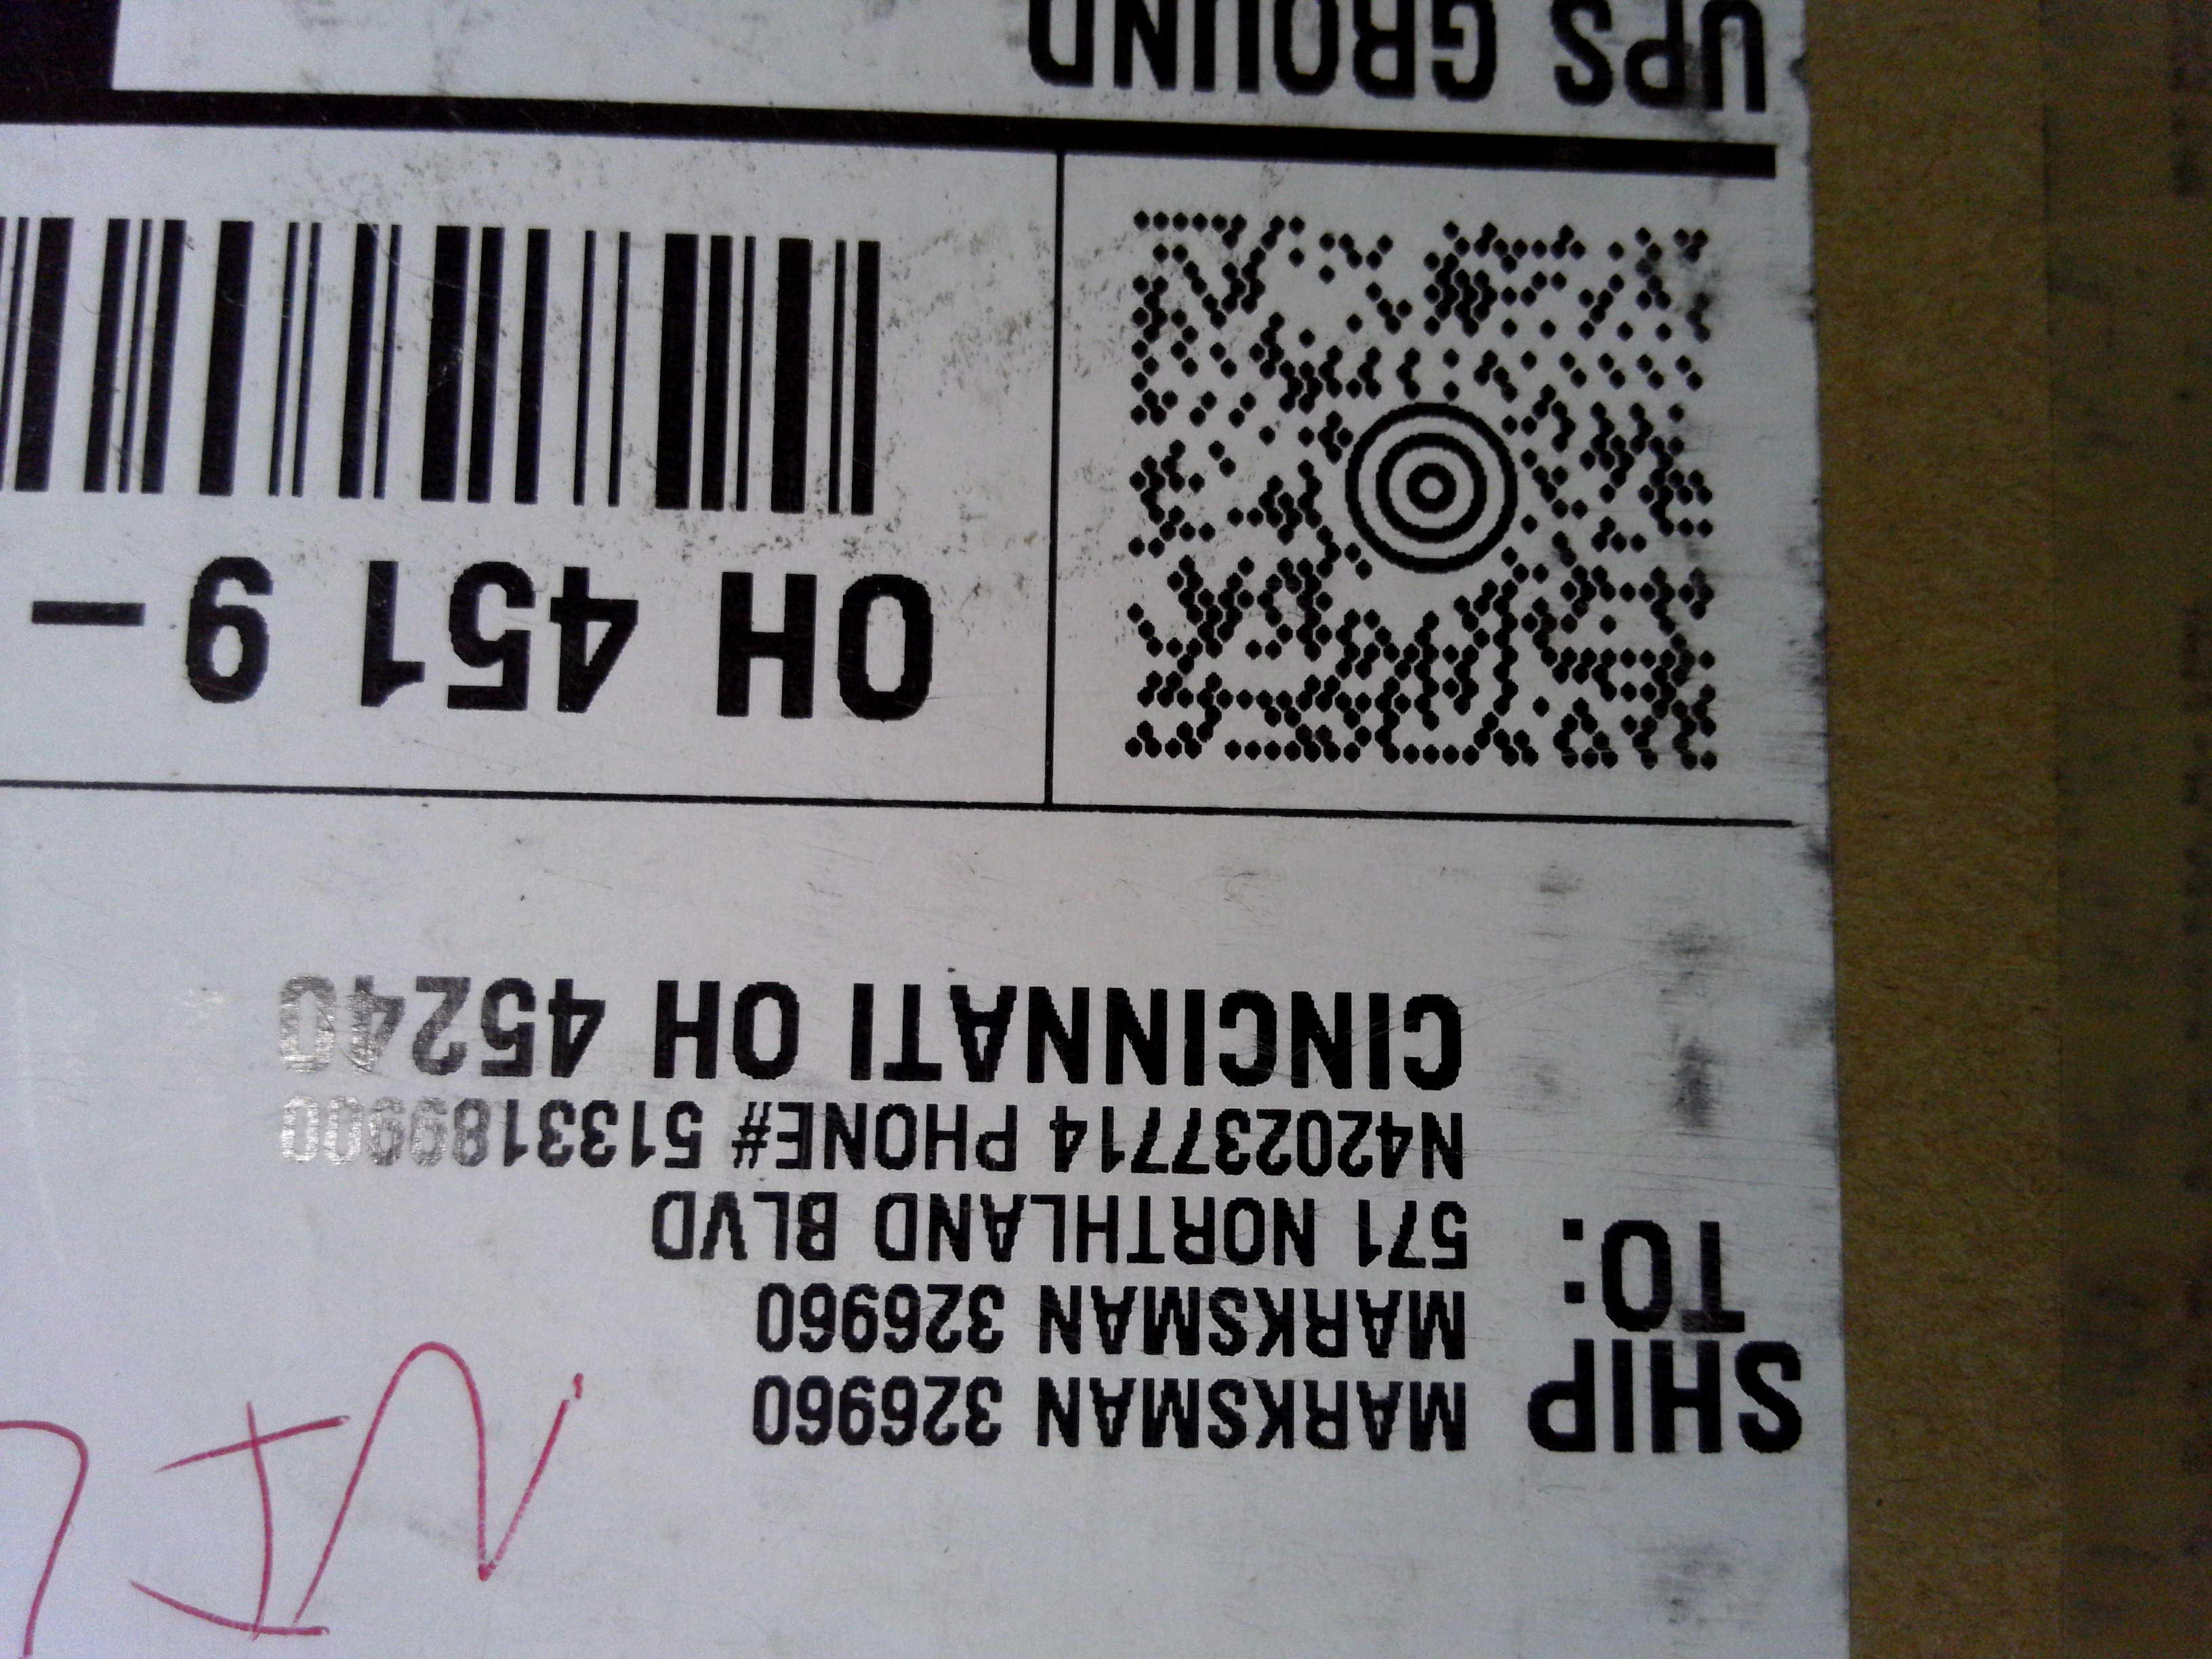 SHIP
TO:
MARKSMAN 326960
MARKSMAN 326960
571 NORTHLAND BLVD
N420237714 PHONE# 5133189900
CINCINNATI OH 45240
OH 451 9 –
UPS GROUND